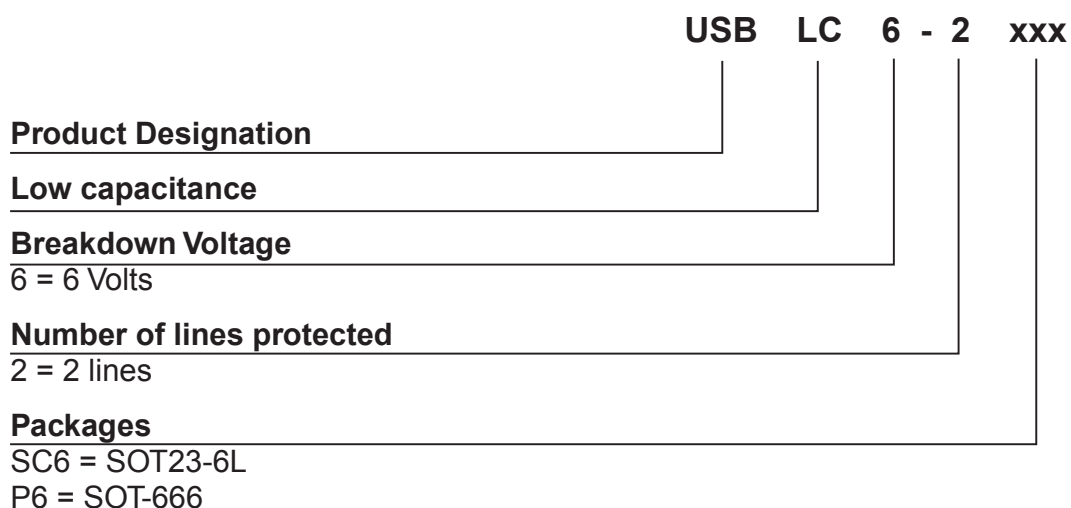 USB LC 6 - 2 xxx
Product Designation
Low capacitance
Breakdown Voltage
6 = 6 Volts
Number of lines protected
2 = 2 lines
Packages
SC6 = SOT23-6L
P6 = SOT-666